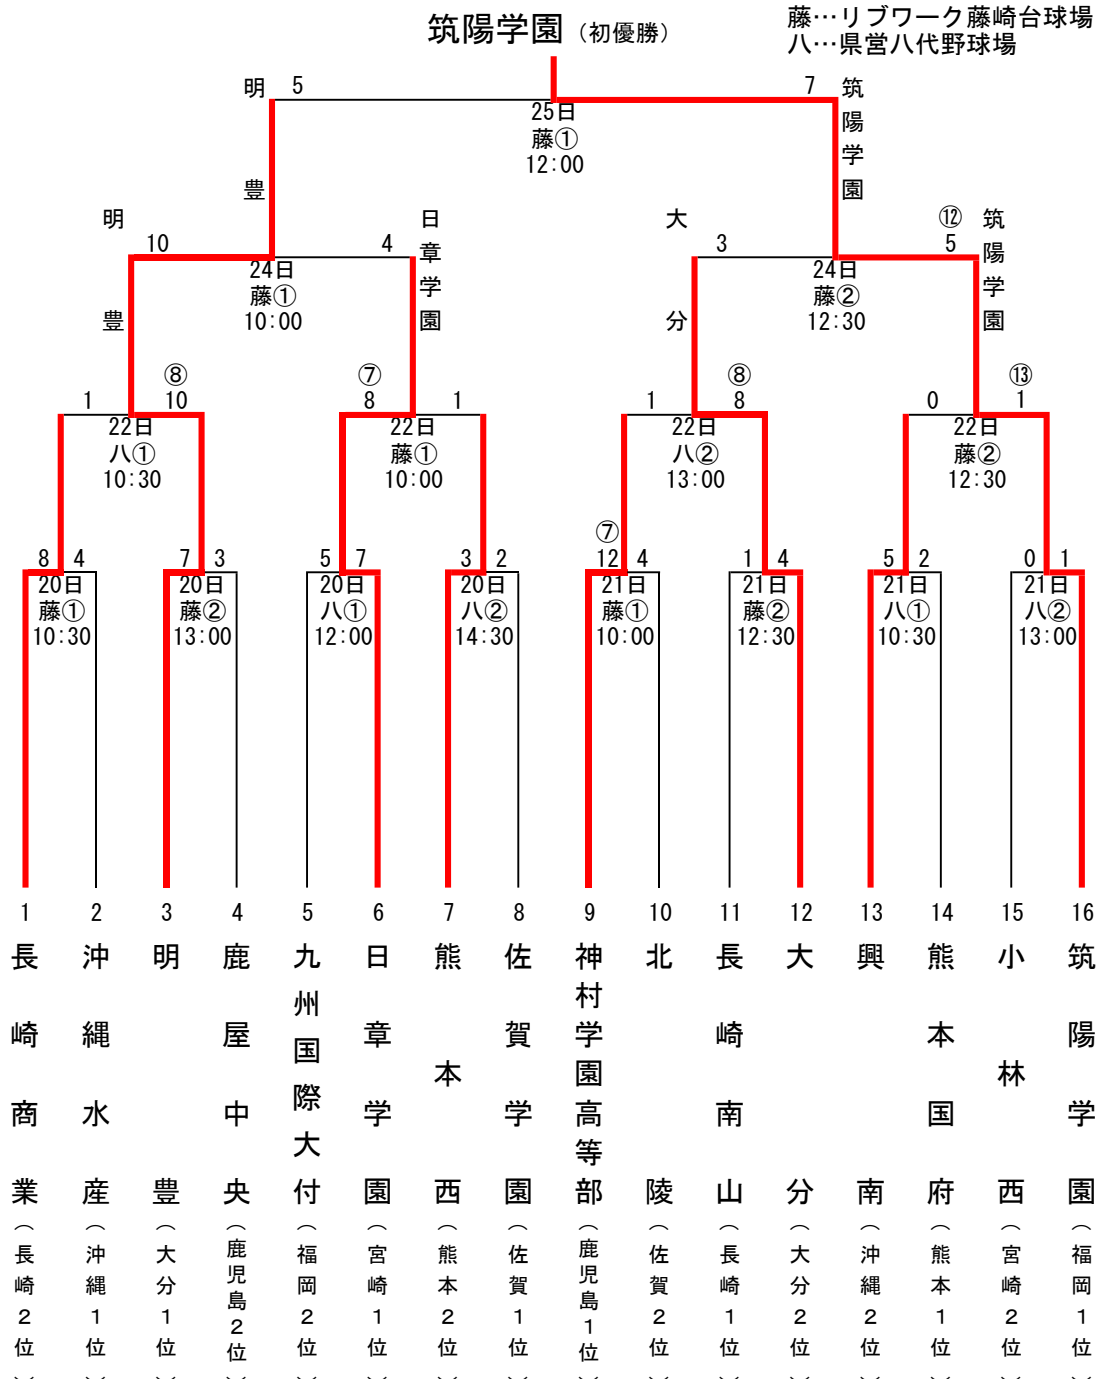 筑陽学園（初優勝）
藤…リブワーク藤崎台球場
八…県営八代野球場
明豊
5
7
筑陽学園
25日
藤①
12:00
明豊
10
4
日章学園
24日
藤①
10:00
大分
3
⑫
5
筑陽学園
24日
藤②
12:30
1
⑧
10
22日
八①
10:30
⑦
8
1
22日
藤①
10:00
1
⑧
8
22日
八②
13:00
0
⑬
1
22日
藤②
12:30
8 4
20日
藤①
10:30
7 3
20日
藤②
13:00
5 7
20日
八①
12:00
3 2
20日
八②
14:30
⑦
12 4
21日
藤①
10:00
1 4
21日
藤②
12:30
5 2
21日
八①
10:30
0 1
21日
八②
13:00
1 2 3 4 5 6 7 8 9 10 11 12 13 14 15 16
長崎商業（長崎2位）
沖縄水産（沖縄1位）
明豊（大分1位）
鹿屋中央（鹿児島2位）
九州国際大付（福岡2位）
日章学園（宮崎1位）
熊本西（熊本2位）
佐賀学園（佐賀1位）
神村学園高等部（鹿児島1位）
北陵（佐賀2位）
長崎南山（長崎1位）
大分（大分2位）
興南（沖縄2位）
熊本国府（熊本1位）
小林西（宮崎2位）
筑陽学園（福岡1位）